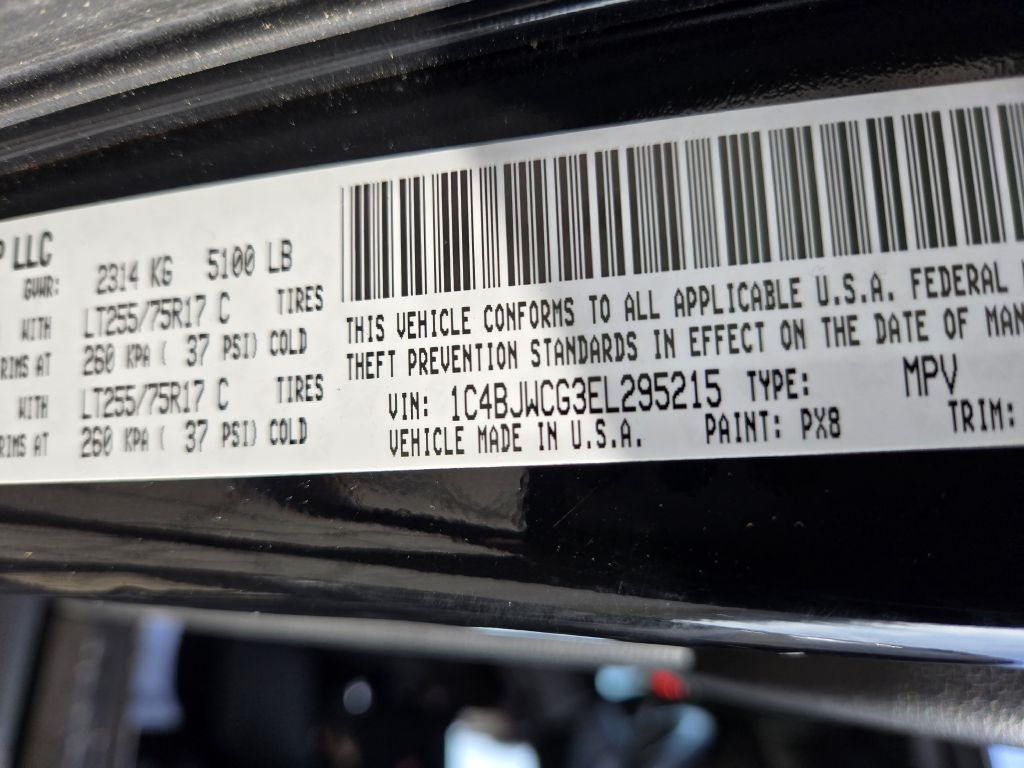 P LLC
GVWR: 2314 KG 5100 LB
WITH LT255/75R17 C TIRES
RIMS AT 260 KPA ( 37 PSI) COLD
WITH LT255/75R17 C TIRES
RIMS AT 260 KPA ( 37 PSI) COLD
THIS VEHICLE CONFORMS TO ALL APPLICABLE U.S.A. FEDERAL
THEFT PREVENTION STANDARDS IN EFFECT ON THE DATE OF MAN
VIN: 1C4BJWCG3EL295215 TYPE: MPV
VEHICLE MADE IN U.S.A. PAINT: PX8 TRIM: